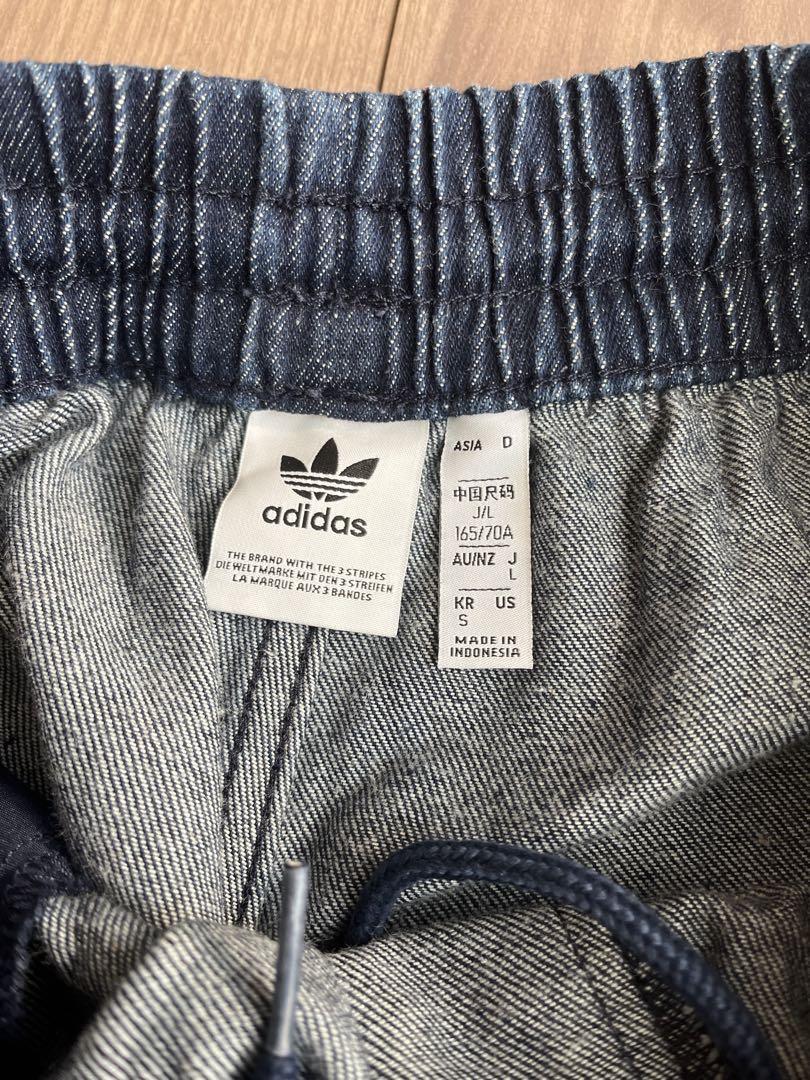 adidas
THE BRAND WITH THE 3 STRIPES
DIE WELTMARKE MIT DEN 3 STREIFEN
LA MARQUE AUX 3 BANDES
ASIA D
中国尺码
J/L
165/70A
AU/NZ J
L
KR US
S
MADE IN
INDONESIA